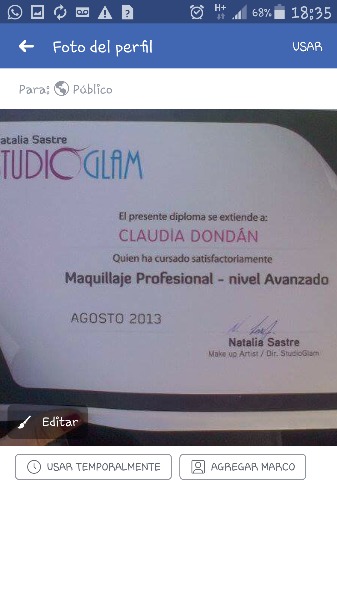 68% 18:35
Foto del perfil USAR
Para: Público
atalia Sastre
TUDIOGLAM
El presente diploma se extiende a:
CLAUDIA DONDÁN
Quien ha cursado satisfactoriamente
Maquillaje Profesional - nivel Avanzado
AGOSTO 2013
Natalia Sastre
Make up Artist / Dir. StudioGlam
Editar
USAR TEMPORALMENTE AGREGAR MARCO